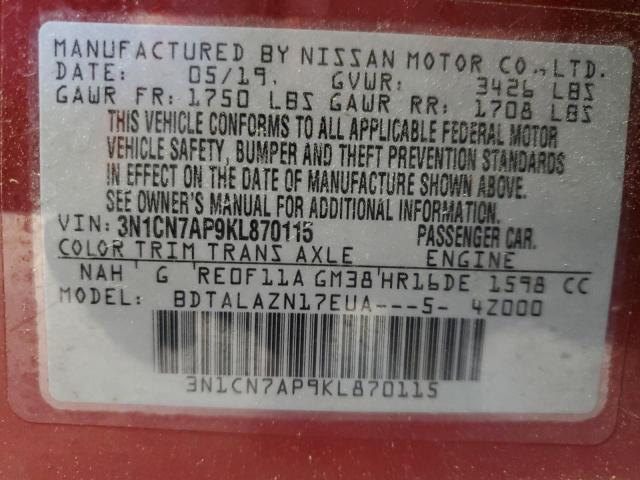 MANUFACTURED BY NISSAN MOTOR CO., LTD.
DATE: 05/19. GVWR: 3426 LBS
GAWR FR: 1750 LBS GAWR RR: 1708 LBS
THIS VEHICLE CONFORMS TO ALL APPLICABLE FEDERAL MOTOR
VEHICLE SAFETY, BUMPER AND THEFT PREVENTION STANDARDS
IN EFFECT ON THE DATE OF MANUFACTURE SHOWN ABOVE.
SEE OWNER'S MANUAL FOR ADDITIONAL INFORMATION.
VIN: 3N1CN7AP9KL870115 PASSENGER CAR.
COLOR TRIM TRANS AXLE ENGINE
NAH G RE0F11A GM38 HR16DE 1598 CC
MODEL: BDTALAZN17EUA---5- 4Z000
3N1CN7AP9KL870115